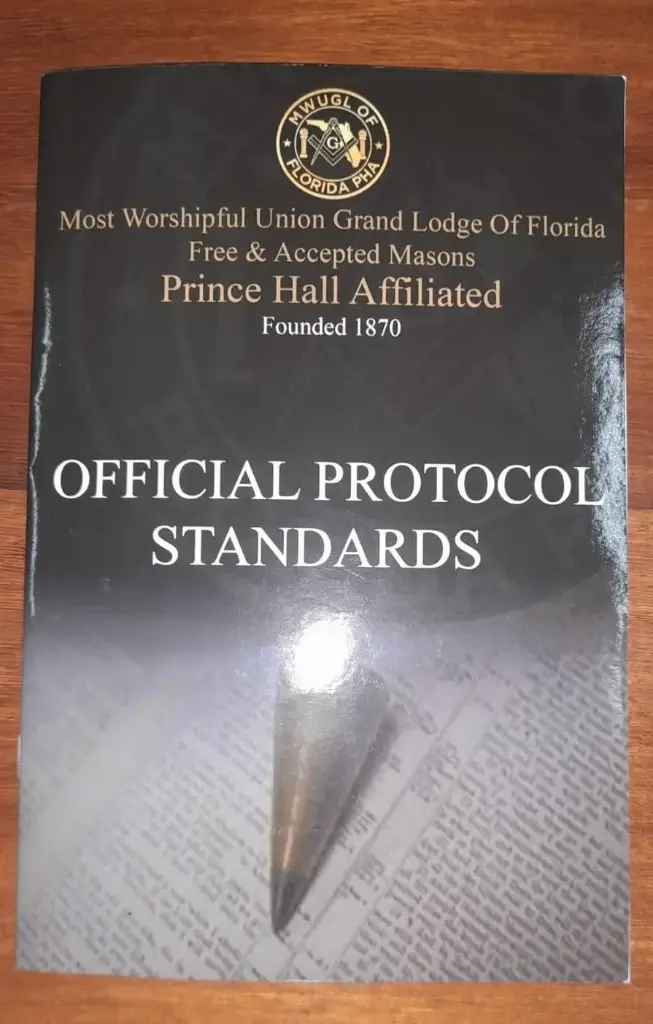 MWUGL OF
G
FLORIDA PHA
Most Worshipful Union Grand Lodge Of Florida
Free & Accepted Masons
Prince Hall Affiliated
Founded 1870
OFFICIAL PROTOCOL
STANDARDS